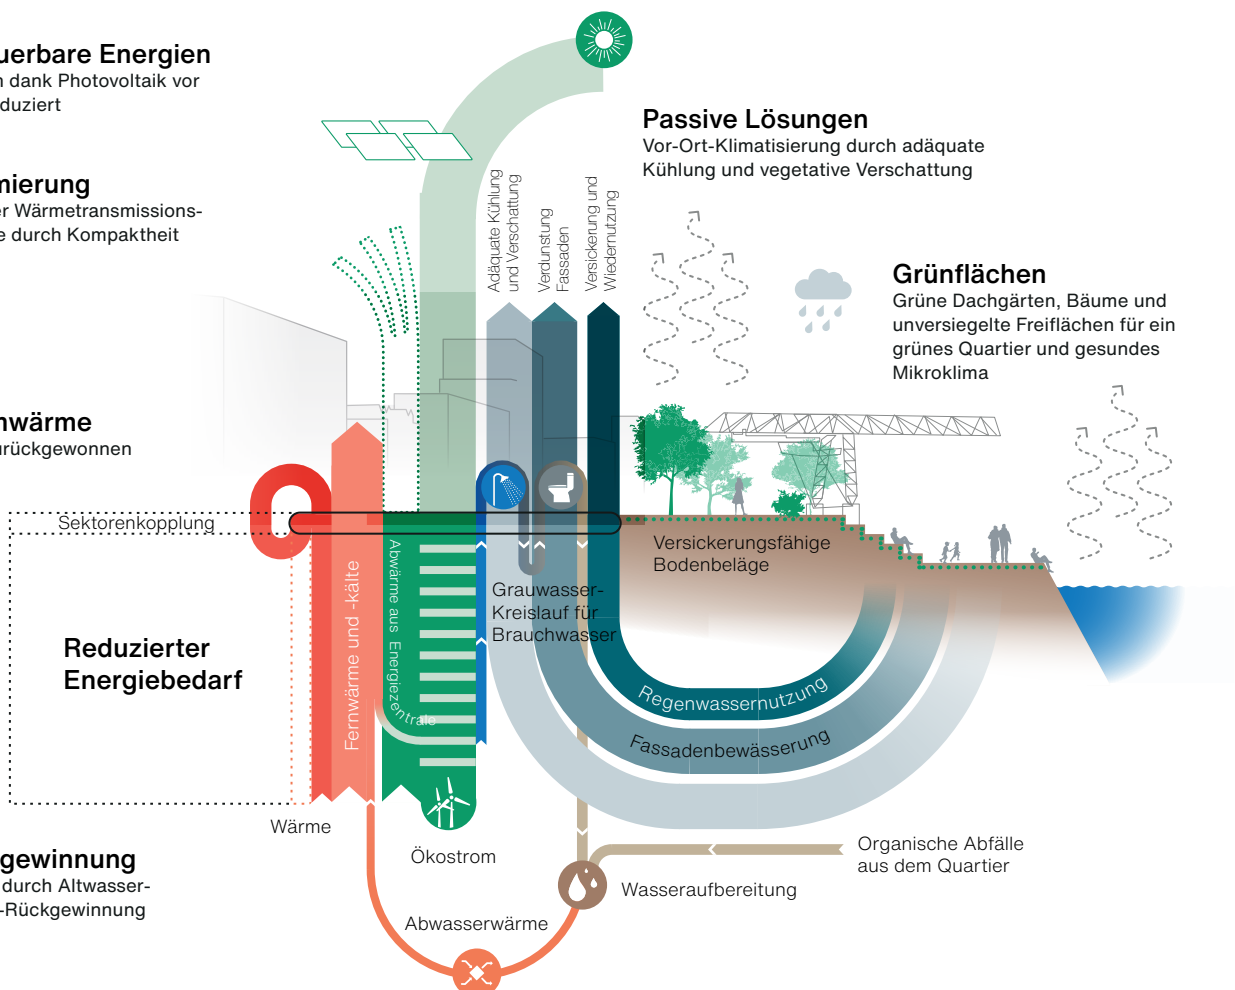 uerbare Energien
n dank Photovoltaik vor
duziert
Passive Lösungen
Vor-Ort-Klimatisierung durch adäquate
Kühlung und vegetative Verschattung
mierung
er Wärmetransmissions-
e durch Kompaktheit
Adäquate Kühlung
und Verschattung
Verdunstung
Fassaden
Versickerung und
Wiedernutzung
Grünflächen
Grüne Dachgärten, Bäume und
unversiegelte Freiflächen für ein
grünes Quartier und gesundes
Mikroklima
nwärme
urückgewonnen
Sektorenkopplung
Versickerungsfähige
Bodenbeläge
Fernwärme und -kälte
Abwärme aus Energiezentrale
Grauwasser-
Kreislauf für
Brauchwasser
Reduzierter
Energiebedarf
Regenwassernutzung
Fassadenbewässerung
Wärme
Ökostrom
Organische Abfälle
aus dem Quartier
Wasseraufbereitung
gewinnung
durch Altwasser-
-Rückgewinnung
Abwasserwärme